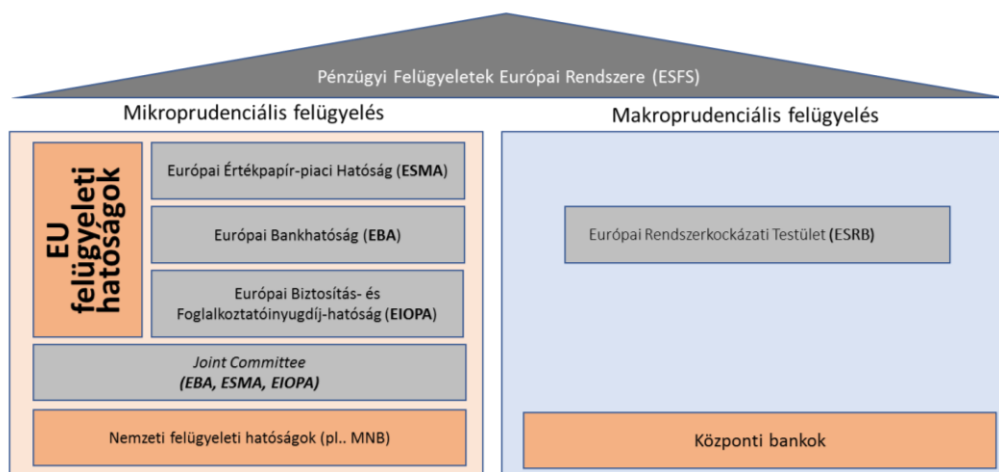 Pénzügyi Felügyeletek Európai Rendszere (ESFS)
Mikroprudenciális felügyelés
Makroprudenciális felügyelés
EU
felügyeleti
hatóságok
Európai Értékpapír-piaci Hatóság (ESMA)
Európai Bankhatóság (EBA)
Európai Biztosítás- és
Foglalkoztatóinyugdíj-hatóság (EIOPA)
Joint Committee
(EBA, ESMA, EIOPA)
Nemzeti felügyeleti hatóságok (pl.. MNB)
Európai Rendszerkockázati Testület (ESRB)
Központi bankok